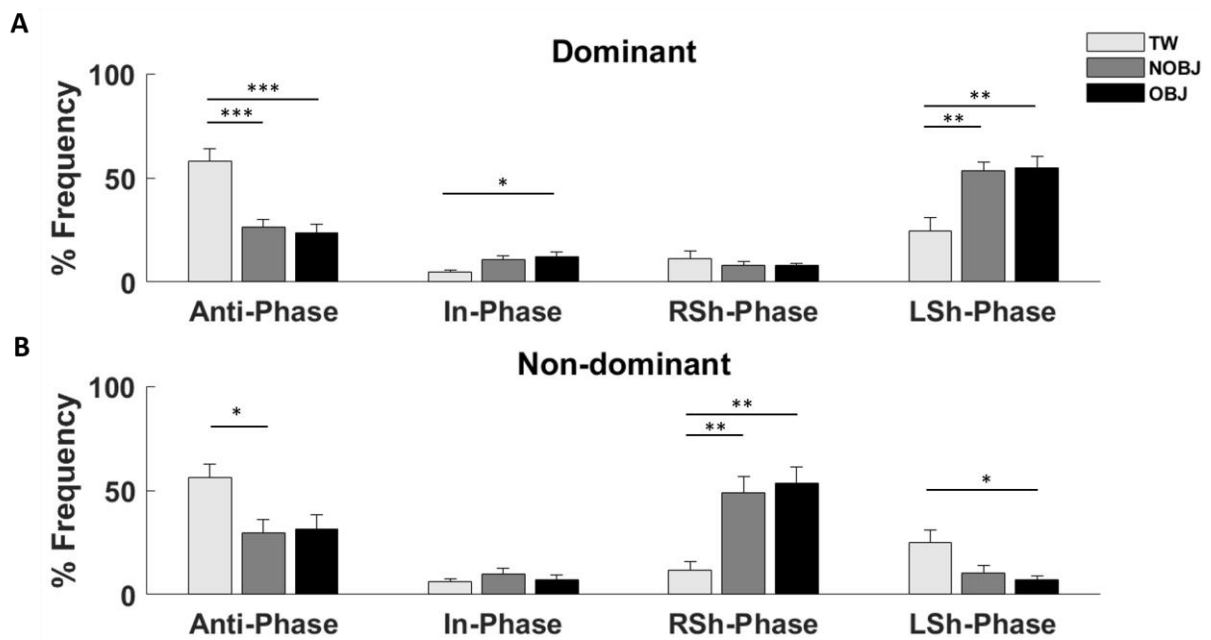 A
Dominant
TW
NOBJ
OBJ
% Frequency
100
50
0
***
***
*
**
**
Anti-Phase In-Phase RSh-Phase LSh-Phase
B
Non-dominant
% Frequency
100
50
0
*
**
**
*
Anti-Phase In-Phase RSh-Phase LSh-Phase